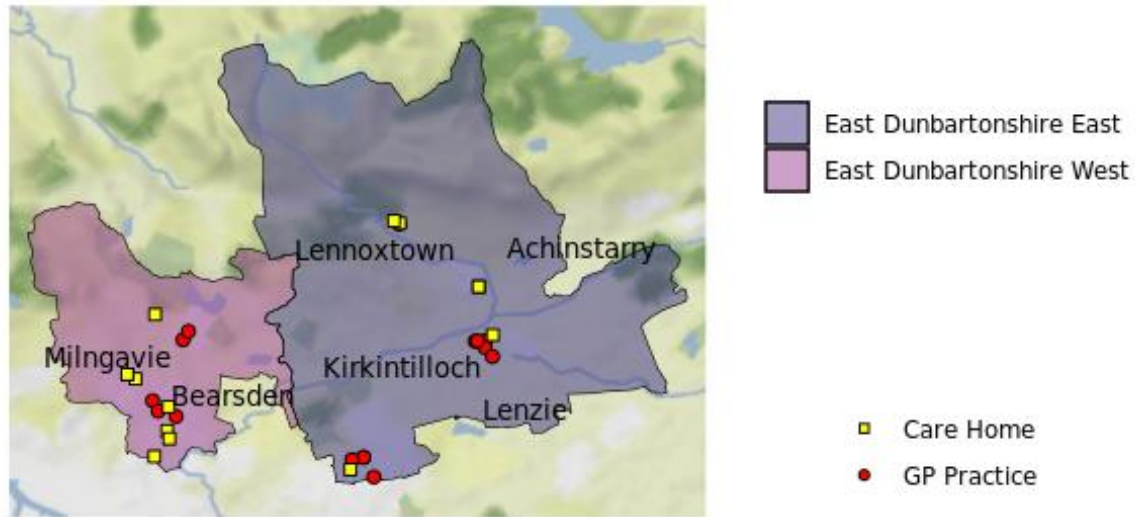 East Dunbartonshire East
East Dunbartonshire West
Lennoxtown
Achinstarry
Milngavie
Kirkintilloch
Bearsden
Lenzie
Care Home
GP Practice